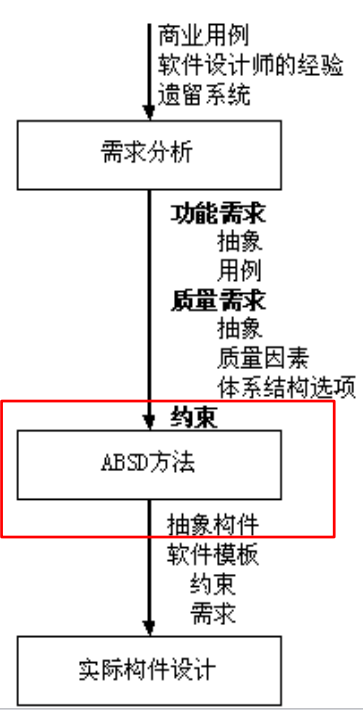 商业用例
软件设计师的经验
遗留系统
需求分析
功能需求
抽象
用例
质量需求
抽象
质量因素
体系结构选项
约束
ABSD方法
抽象构件
软件模板
约束
需求
实际构件设计